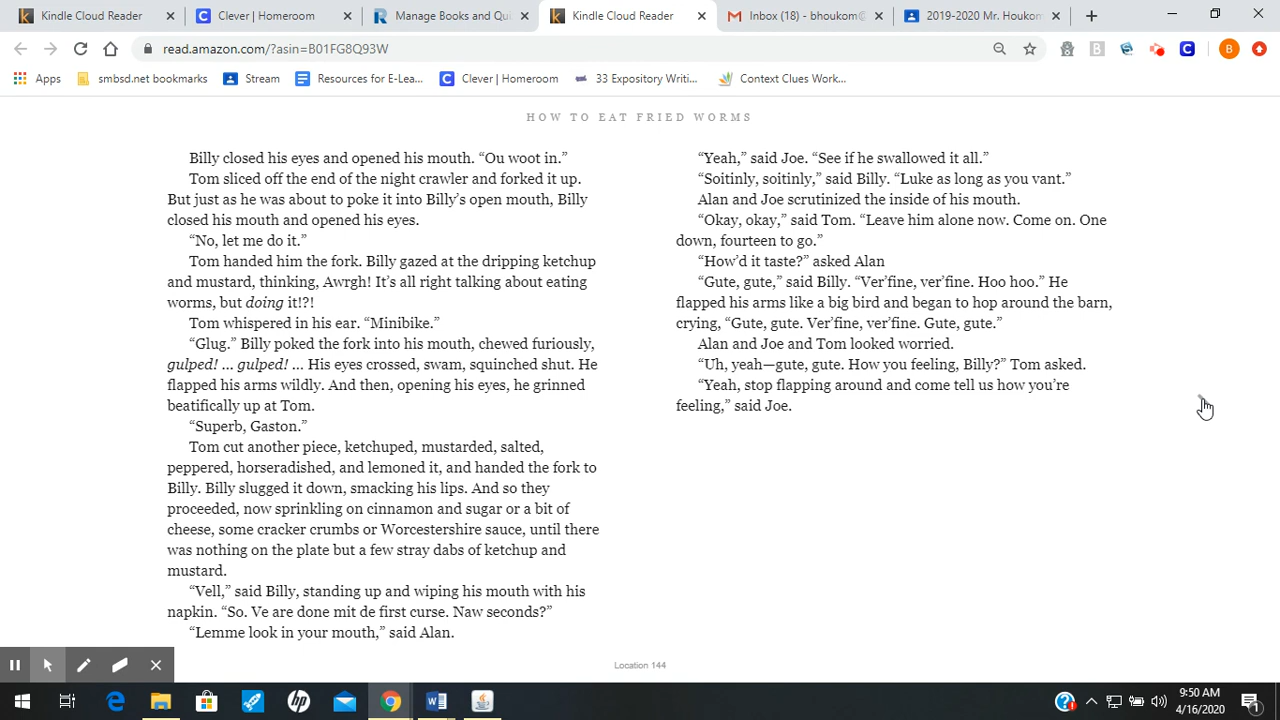 Kindle Cloud Reader
Clever | Homeroom
Manage Books and Qui
Kindle Cloud Reader
Inbox (18) - bhoukom@
2019-2020 Mr. Houkom
read.amazon.com/?asin=B01FG8Q93W
Apps
smbsd.net bookmarks
Stream
Resources for E-Lea...
Clever | Homeroom
33 Expository Writi...
Context Clues Work...
HOW TO EAT FRIED WORMS
Billy closed his eyes and opened his mouth. “Ou woot in.”
Tom sliced off the end of the night crawler and forked it up.
But just as he was about to poke it into Billy’s open mouth, Billy
closed his mouth and opened his eyes.
“No, let me do it.”
Tom handed him the fork. Billy gazed at the dripping ketchup
and mustard, thinking, Awrgh! It’s all right talking about eating
worms, but doing it!?!
Tom whispered in his ear. “Minibike.”
“Glug.” Billy poked the fork into his mouth, chewed furiously,
gulped! ... gulped! ... His eyes crossed, swam, squinched shut. He
flapped his arms wildly. And then, opening his eyes, he grinned
beatifically up at Tom.
“Superb, Gaston.”
Tom cut another piece, ketchuped, mustarded, salted,
peppered, horseradished, and lemoned it, and handed the fork to
Billy. Billy slugged it down, smacking his lips. And so they
proceeded, now sprinkling on cinnamon and sugar or a bit of
cheese, some cracker crumbs or Worcestershire sauce, until there
was nothing on the plate but a few stray dabs of ketchup and
mustard.
“Vell,” said Billy, standing up and wiping his mouth with his
napkin. “So. Ve are done mit de first curse. Naw seconds?”
“Lemme look in your mouth,” said Alan.
“Yeah,” said Joe. “See if he swallowed it all.”
“Soitinly, soitinly,” said Billy. “Luke as long as you vant.”
Alan and Joe scrutinized the inside of his mouth.
“Okay, okay,” said Tom. “Leave him alone now. Come on. One
down, fourteen to go.”
“How’d it taste?” asked Alan
“Gute, gute,” said Billy. “Ver’fine, ver’fine. Hoo hoo.” He
flapped his arms like a big bird and began to hop around the barn,
crying, “Gute, gute. Ver’fine, ver’fine. Gute, gute.”
Alan and Joe and Tom looked worried.
“Uh, yeah—gute, gute. How you feeling, Billy?” Tom asked.
“Yeah, stop flapping around and come tell us how you’re
feeling,” said Joe.
Location 144
9:50 AM
4/16/2020